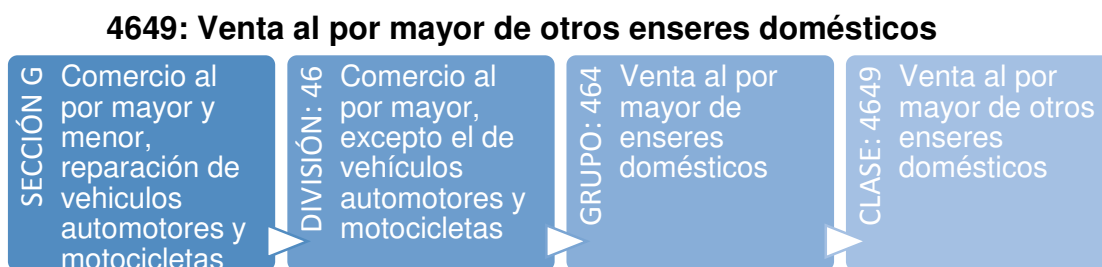 4649: Venta al por mayor de otros enseres domésticos
SECCIÓN G
Comercio al
por mayor y
menor,
reparación de
vehiculos
automotores y
motocicletas
DIVISIÓN: 46
Comercio al
por mayor,
excepto el de
vehículos
automotores y
motocicletas
GRUPO: 464
Venta al por
mayor de
enseres
domésticos
CLASE: 4649
Venta al por
mayor de otros
enseres
domésticos